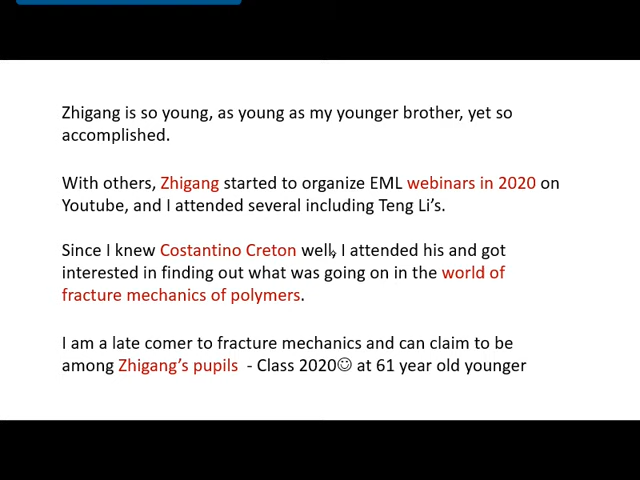 Zhigang is so young, as young as my younger brother, yet so
accomplished.
With others, Zhigang started to organize EML webinars in 2020 on
Youtube, and I attended several including Teng Li’s.
Since I knew Costantino Creton well, I attended his and got
interested in finding out what was going on in the world of
fracture mechanics of polymers.
I am a late comer to fracture mechanics and can claim to be
among Zhigang’s pupils - Class 2020☺ at 61 year old younger